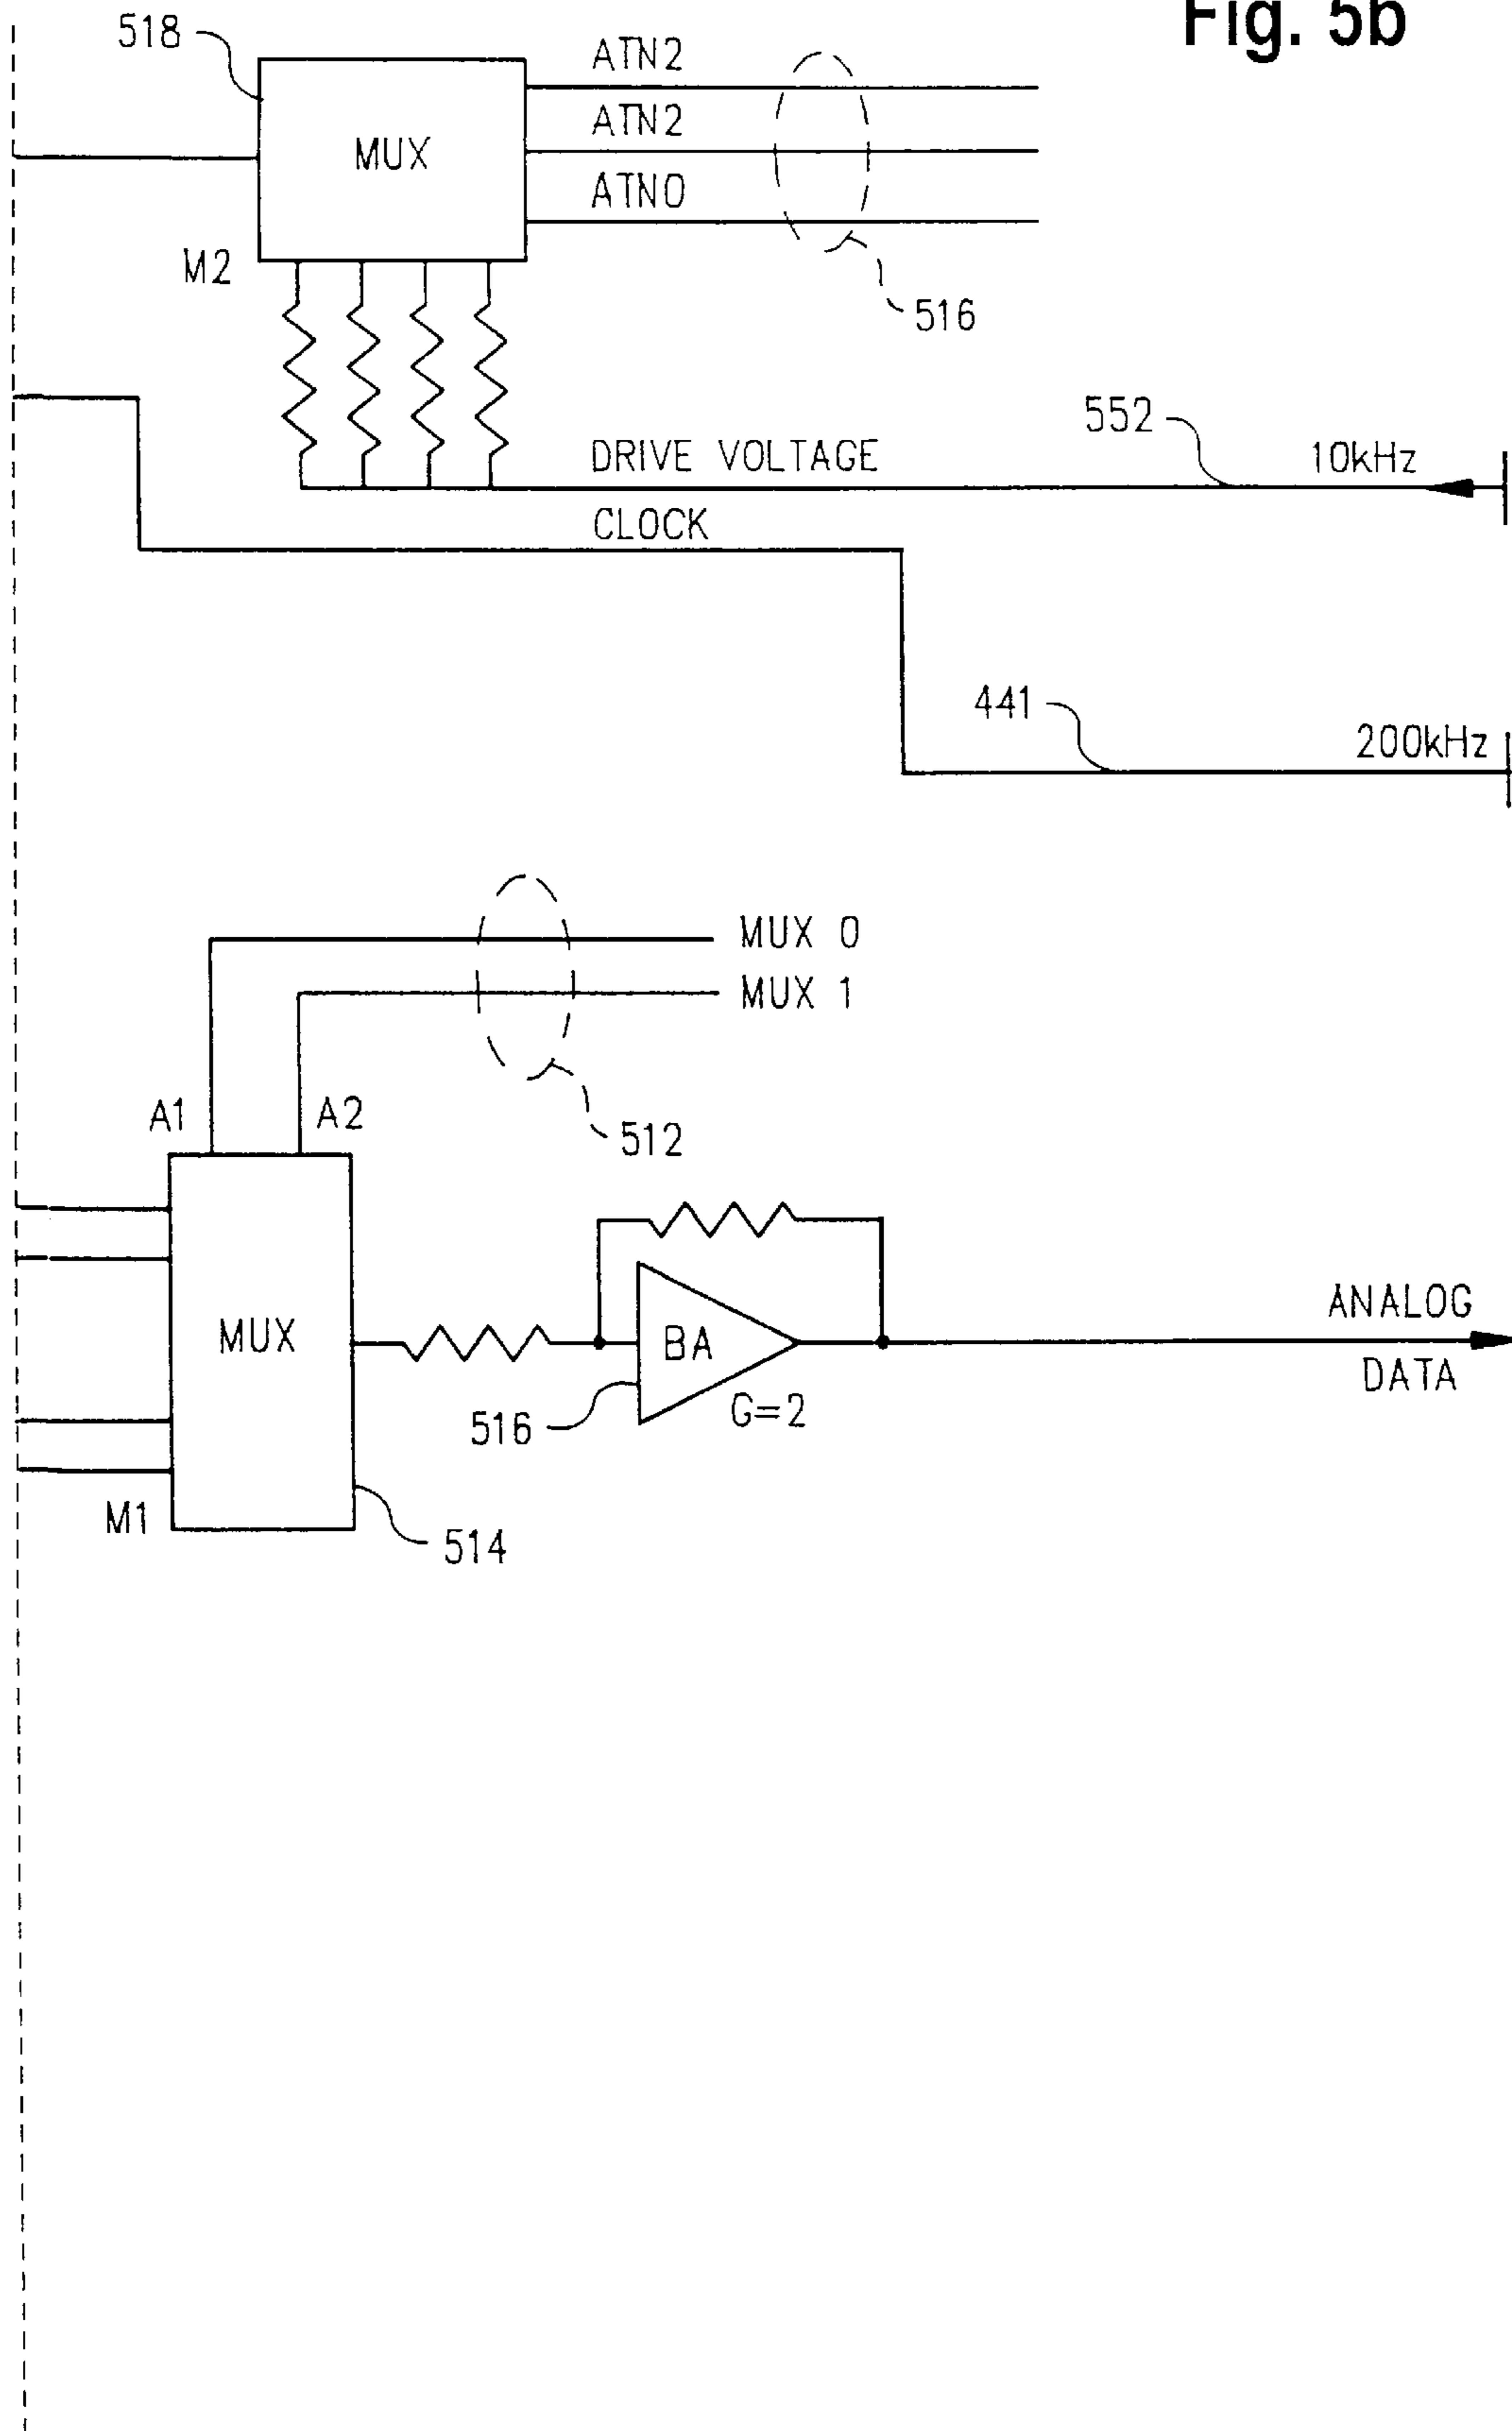 Fig. 5b
518
ATN2
MUX
ATN2
ATN0
M2
516
552
DRIVE VOLTAGE
10kHz
CLOCK
441
200kHz
MUX 0
MUX 1
A1
A2
512
MUX
BA
ANALOG
DATA
516
G=2
M1
514